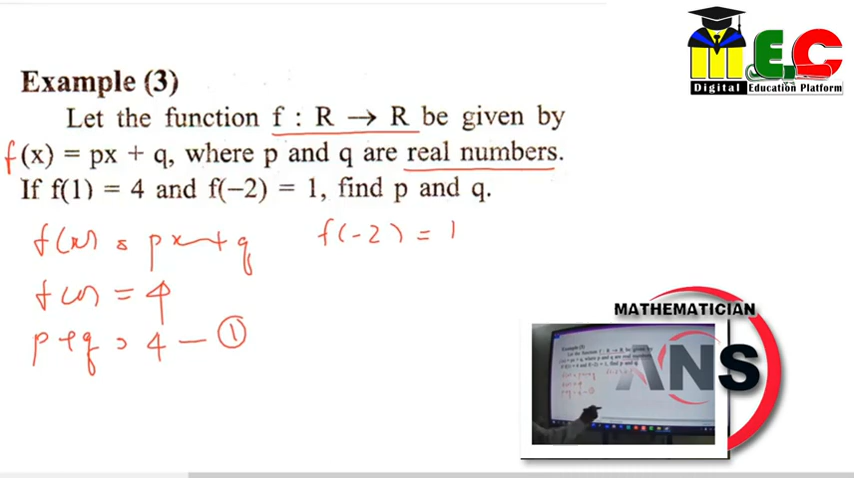 MEC
Digital Education Platform
Example (3)
Let the function f : R → R be given by
f(x) = px + q, where p and q are real numbers.
If f(1) = 4 and f(−2) = 1, find p and q.
f(x) = px + q
f(-2) = 1
f(1) = 4
p + q = 4 — ①
MATHEMATICIAN
ANS